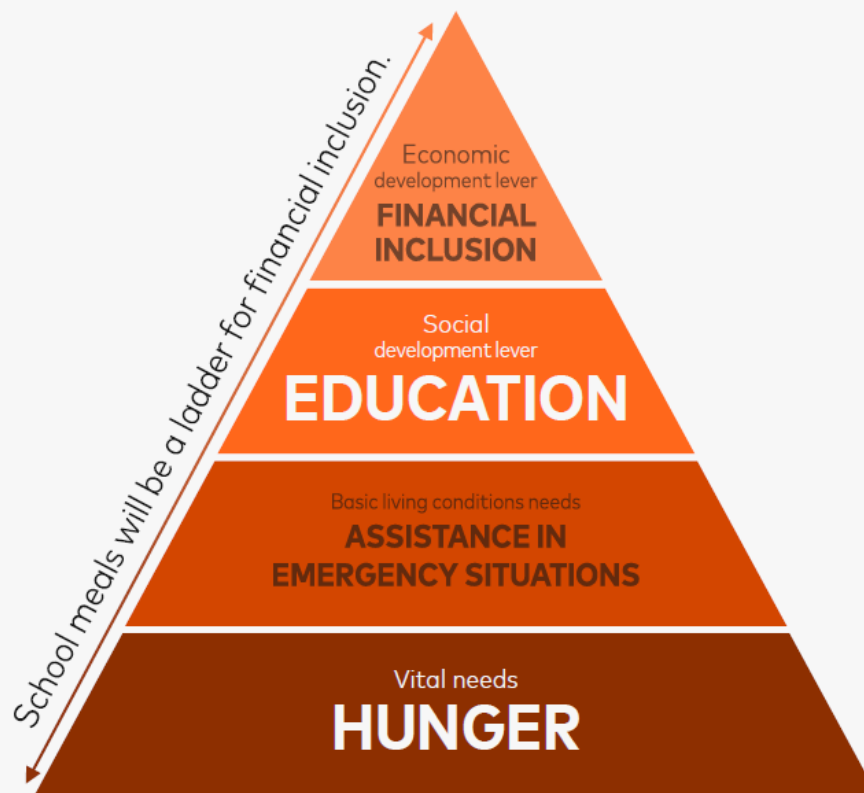 School meals will be a ladder for financial inclusion.
Economic
development lever
FINANCIAL
INCLUSION
Social
development lever
EDUCATION
Basic living conditions needs
ASSISTANCE IN
EMERGENCY SITUATIONS
Vital needs
HUNGER